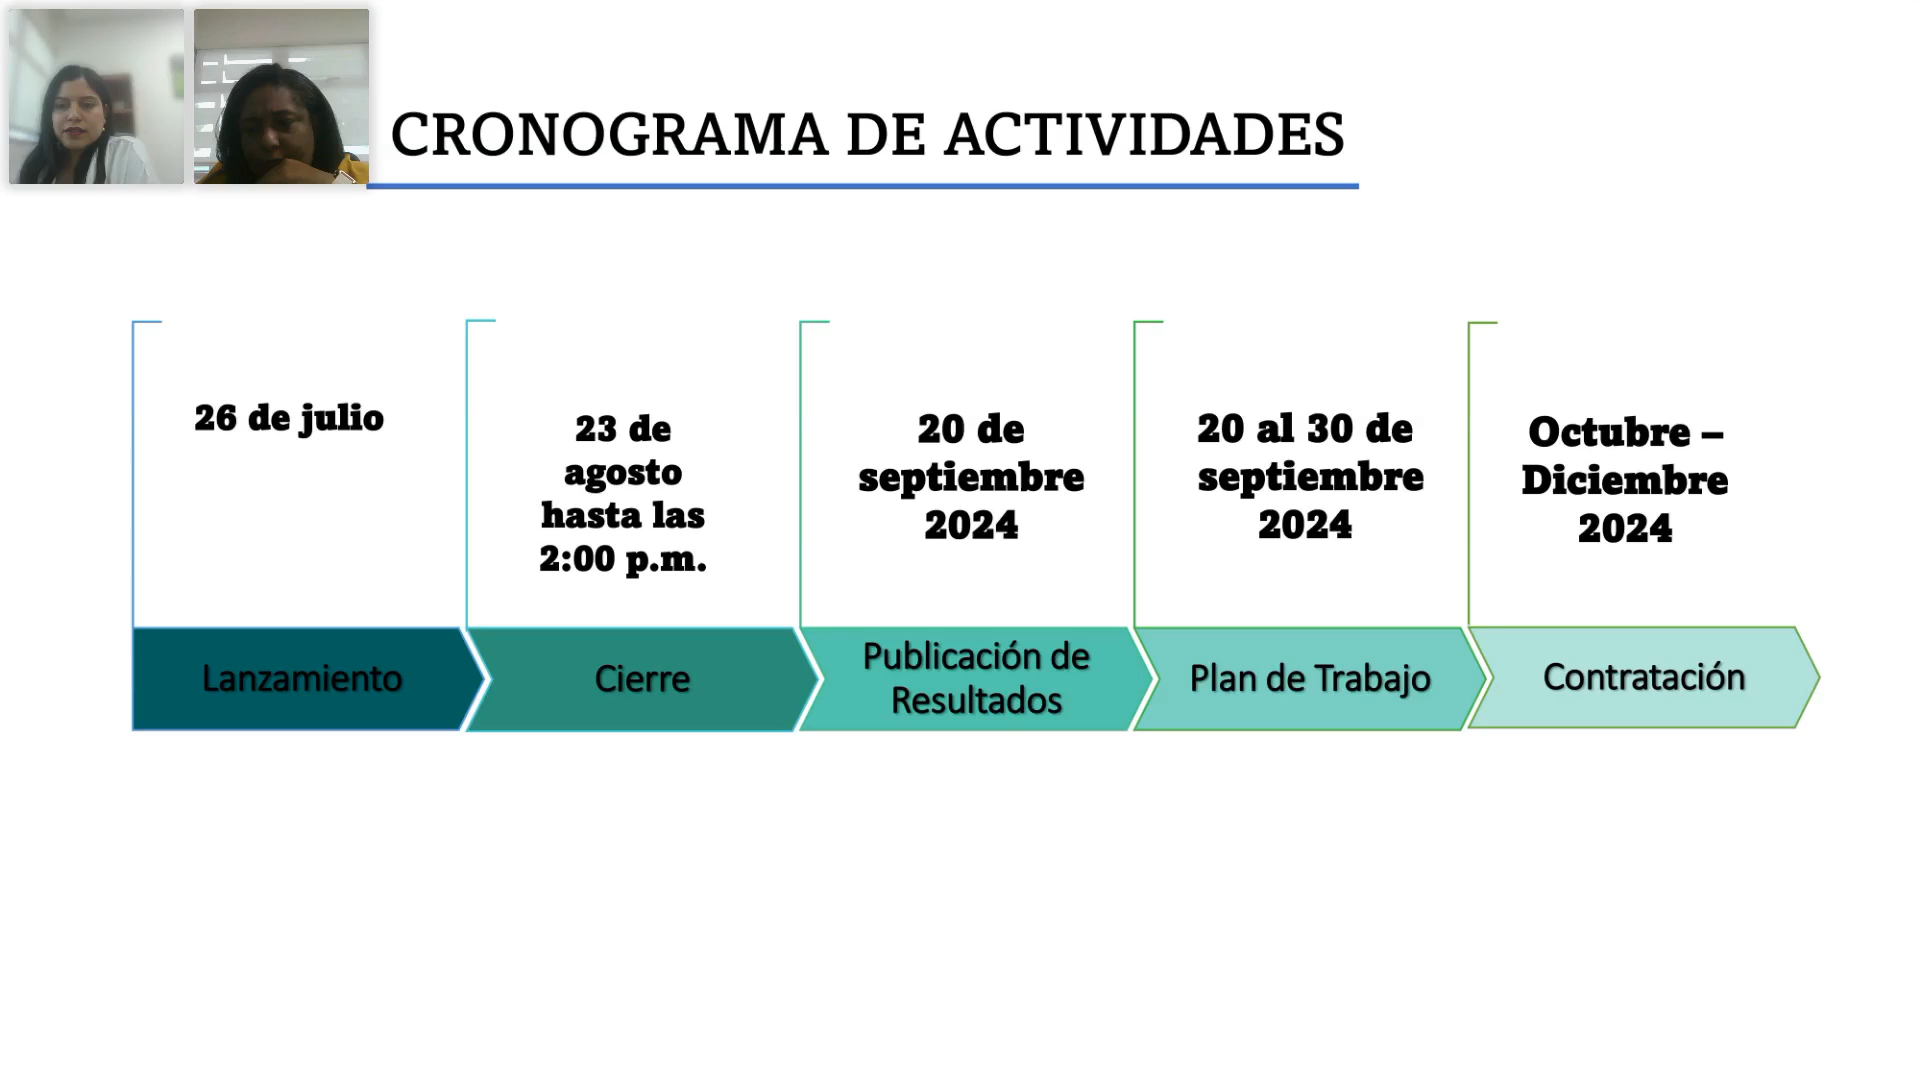 CRONOGRAMA DE ACTIVIDADES
26 de julio
23 de
agosto
hasta las
2:00 p.m.
20 de
septiembre
2024
20 al 30 de
septiembre
2024
Octubre –
Diciembre
2024
Lanzamiento
Cierre
Publicación de
Resultados
Plan de Trabajo
Contratación